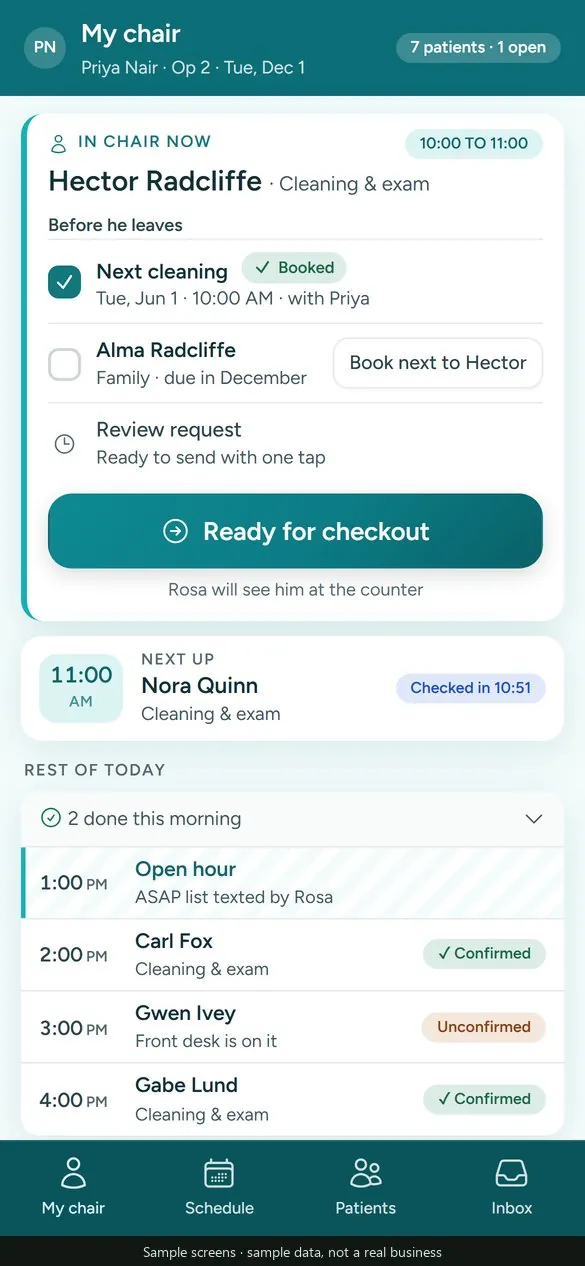 PN
My chair
Priya Nair · Op 2 · Tue, Dec 1
7 patients · 1 open
IN CHAIR NOW
10:00 TO 11:00
Hector Radcliffe · Cleaning & exam
Before he leaves
Next cleaning ✓ Booked
Tue, Jun 1 · 10:00 AM · with Priya
Alma Radcliffe
Family · due in December
Book next to Hector
Review request
Ready to send with one tap
Ready for checkout
Rosa will see him at the counter
11:00
AM
NEXT UP
Nora Quinn
Cleaning & exam
Checked in 10:51
REST OF TODAY
2 done this morning
1:00 PM
Open hour
ASAP list texted by Rosa
2:00 PM
Carl Fox
Cleaning & exam
✓ Confirmed
3:00 PM
Gwen Ivey
Front desk is on it
Unconfirmed
4:00 PM
Gabe Lund
Cleaning & exam
✓ Confirmed
My chair
Schedule
Patients
Inbox
Sample screens · sample data, not a real business